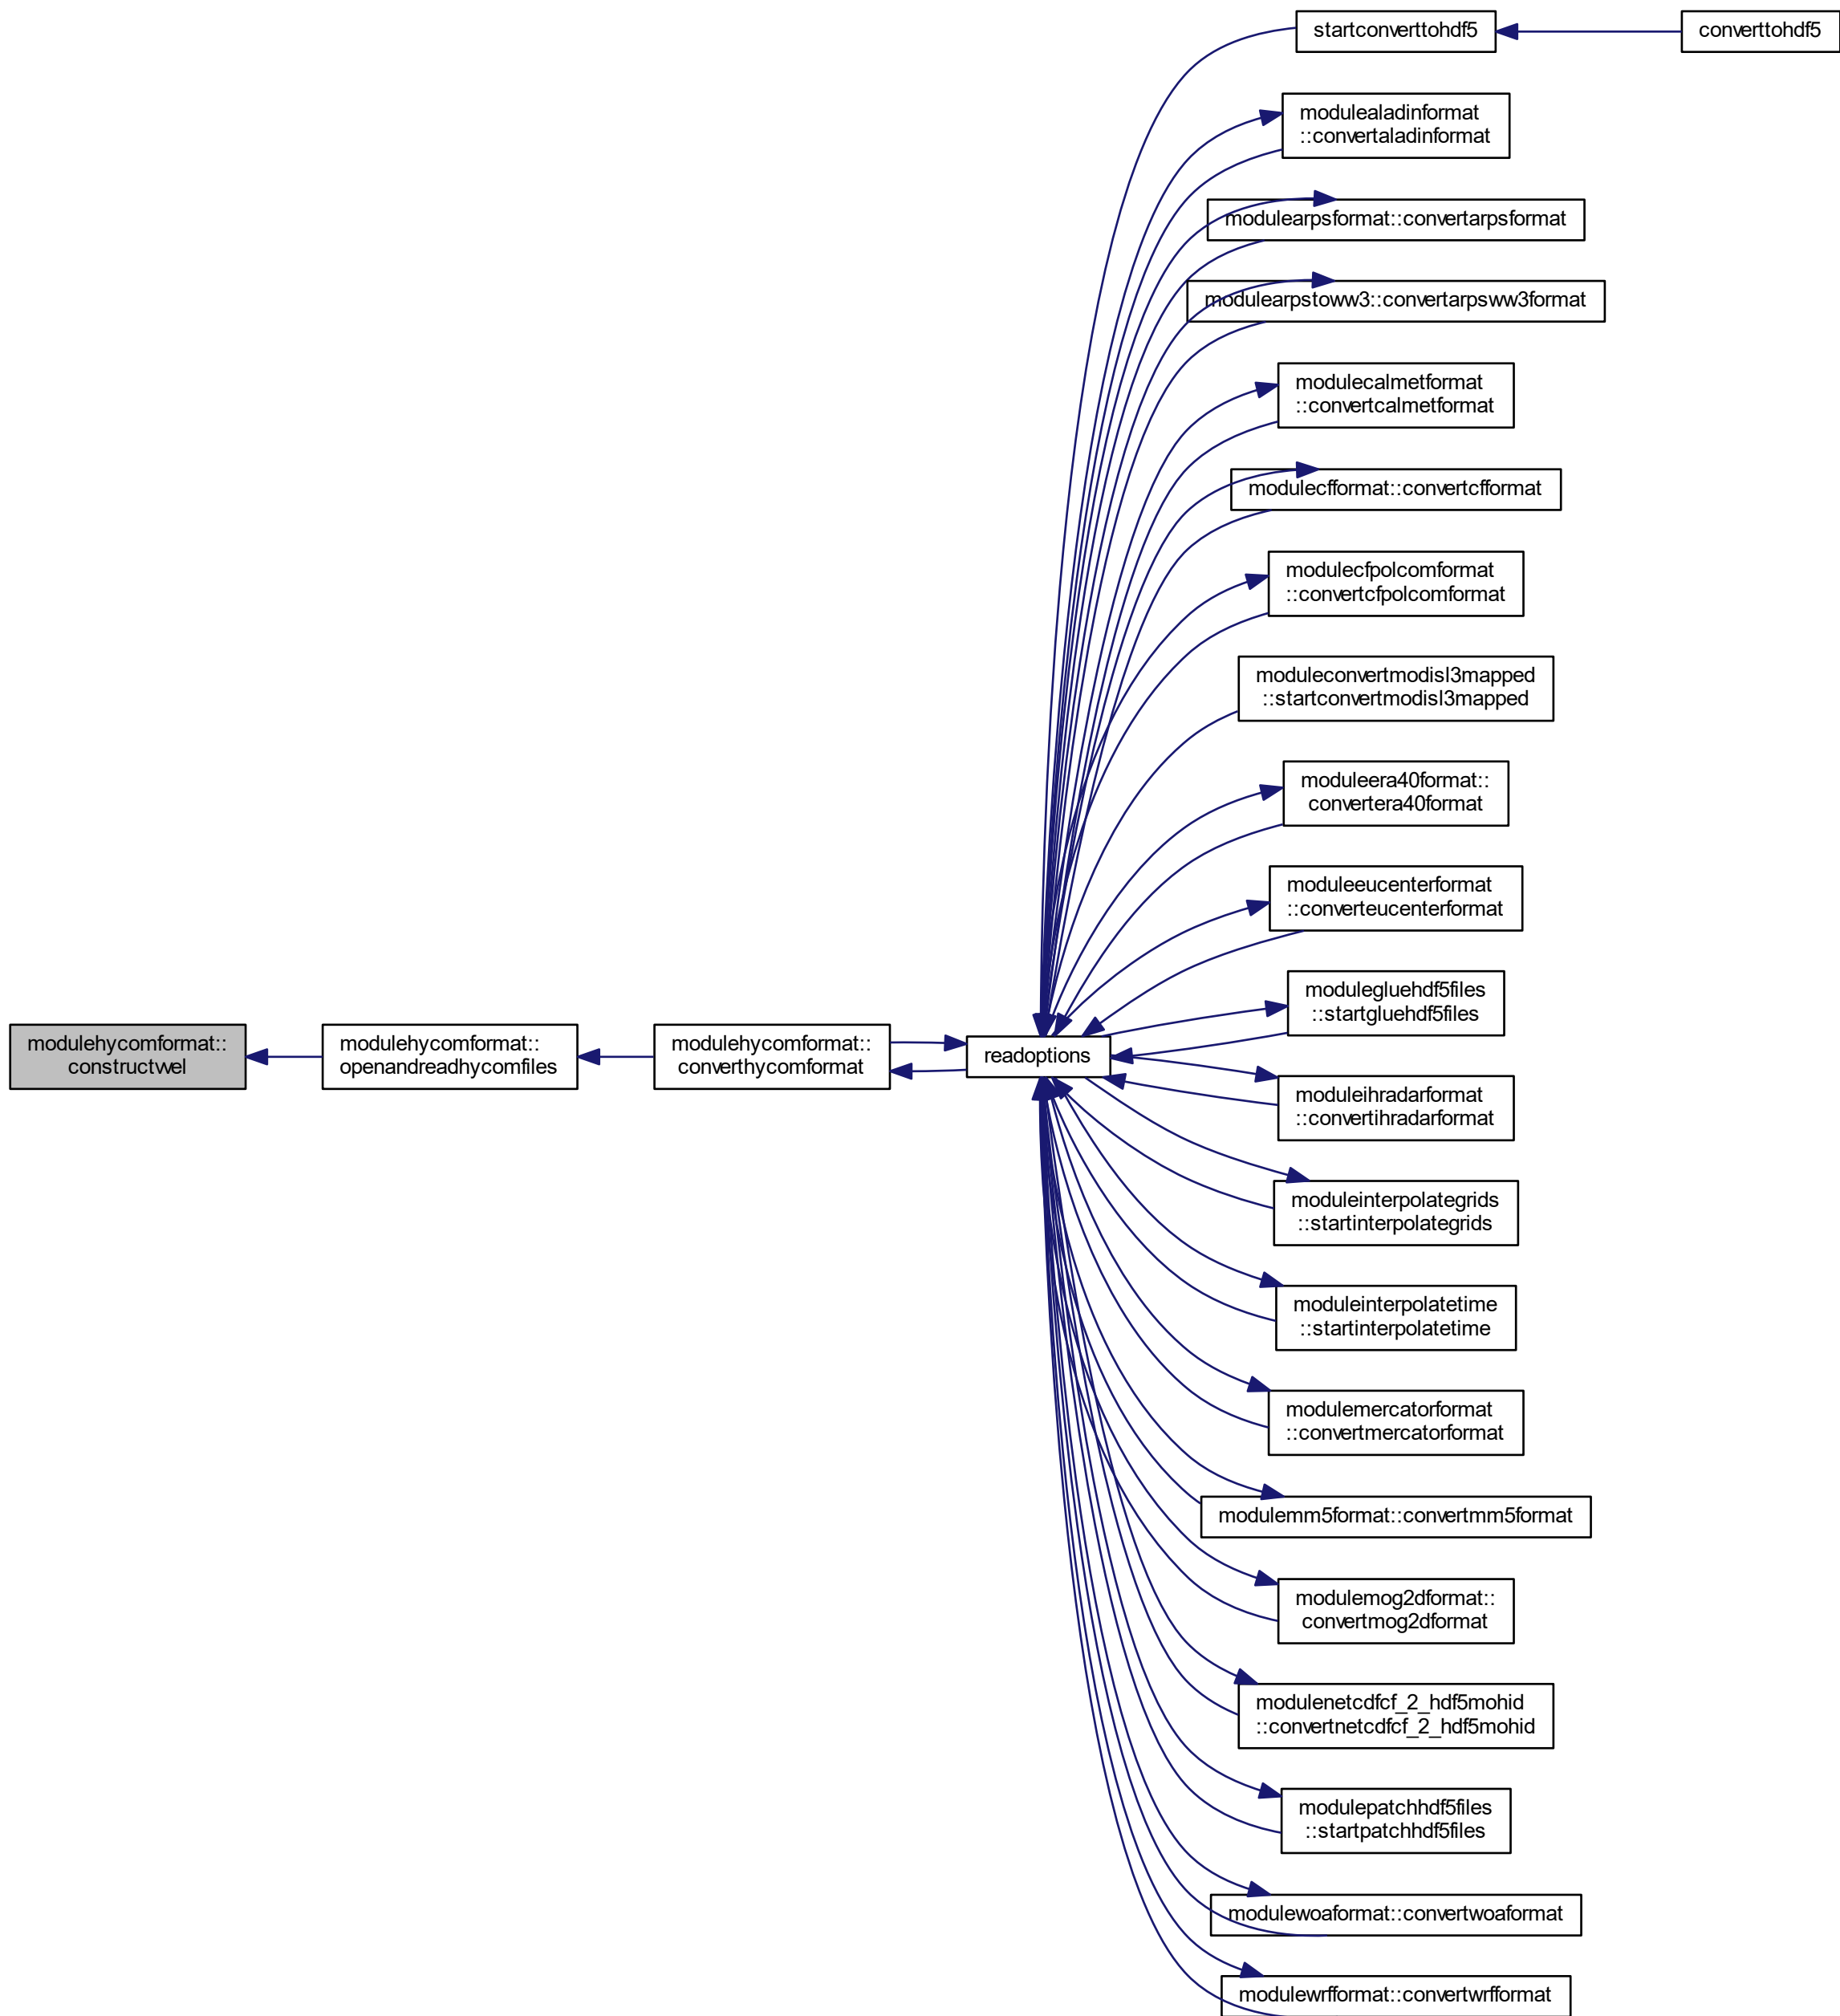 startconverttohdf5
converttohdf5
modulealadinformat
::convertaladinformat
modulearpsformat::convertarpsformat
modulearpstoww3::convertarpsww3format
modulecalmetformat
::convertcalmetformat
modulecfformat::convertcfformat
modulecfpolcomformat
::convertcfpolcomformat
moduleconvertmodisl3mapped
::startconvertmodisl3mapped
moduleera40format::
convertera40format
moduleeucenterformat
::converteucenterformat
modulegluehdf5files
::startgluehdf5files
modulehycomformat::
constructwel
modulehycomformat::
openandreadhycomfiles
modulehycomformat::
converthycomformat
readoptions
moduleihradarformat
::convertihradarformat
moduleinterpolategrids
::startinterpolategrids
moduleinterpolatetime
::startinterpolatetime
modulemercatorformat
::convertmercatorformat
modulemm5format::convertmm5format
modulemog2dformat::
convertmog2dformat
modulenetcdfcf_2_hdf5mohid
::convertnetcdfcf_2_hdf5mohid
modulepatchhdf5files
::startpatchhdf5files
modulewoaformat::convertwoaformat
modulewrfformat::convertwrfformat